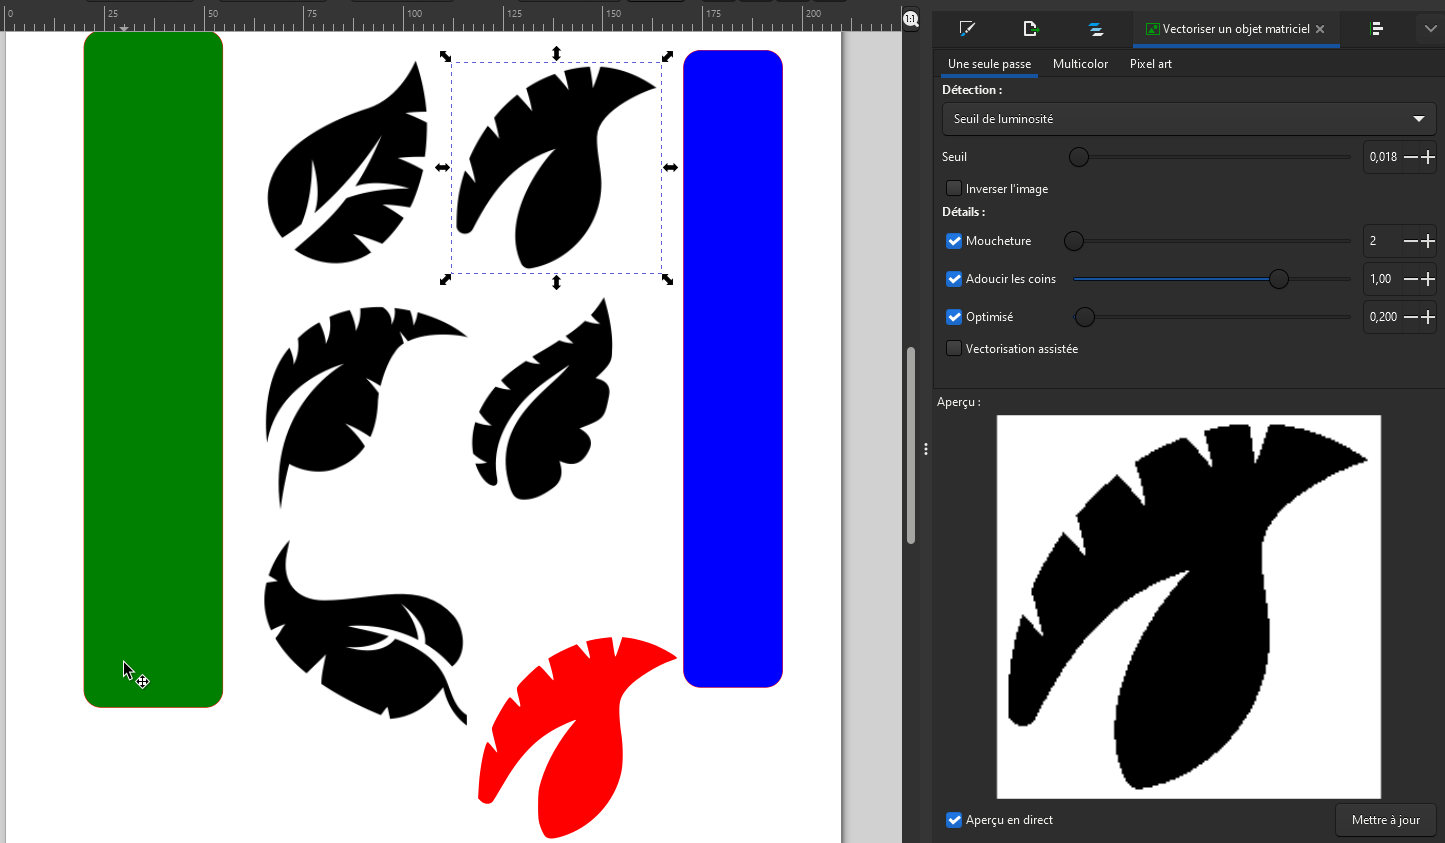 0 25 50 75 100 125 150 175 200
1:1
Vectoriser un objet matriciel
Une seule passe Multicolor Pixel art
Détection :
Seuil de luminosité
Seuil 0,018
Inverser l'image
Détails :
Moucheture 2
Adoucir les coins 1,00
Optimisé 0,200
Vectorisation assistée
Aperçu :
Aperçu en direct Mettre à jour